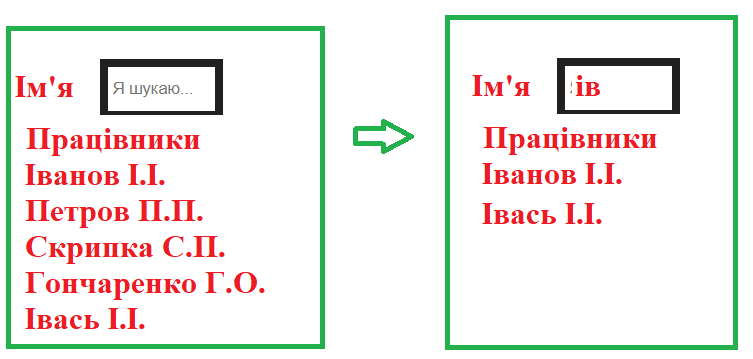 Ім'я Я шукаю...
Працівники
Іванов І.І.
Петров П.П.
Скрипка С.П.
Гончаренко Г.О.
Івась І.І.
Ім'я ів
Працівники
Іванов І.І.
Івась І.І.